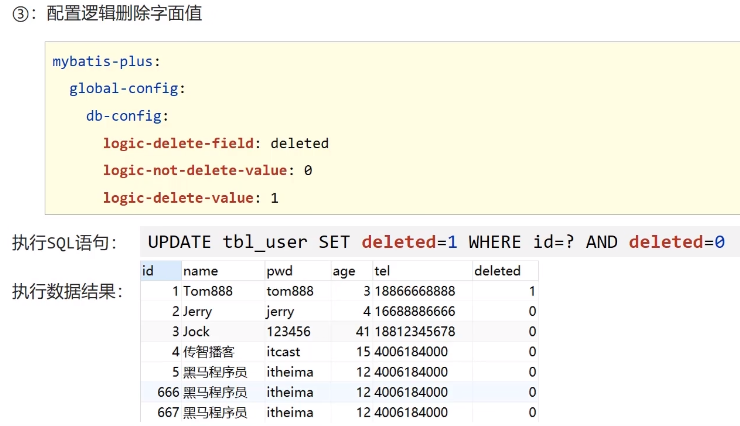 ③：配置逻辑删除字面值
mybatis-plus:
global-config:
db-config:
logic-delete-field: deleted
logic-not-delete-value: 0
logic-delete-value: 1
执行SQL语句： UPDATE tbl_user SET deleted=1 WHERE id=? AND deleted=0
执行数据结果：
id name pwd age tel deleted
1 Tom888 tom888 3 18866668888 1
2 Jerry jerry 4 16688886666 0
3 Jock 123456 41 18812345678 0
4 传智播客 itcast 15 4006184000 0
5 黑马程序员 itheima 12 4006184000 0
666 黑马程序员 itheima 12 4006184000 0
667 黑马程序员 itheima 12 4006184000 0